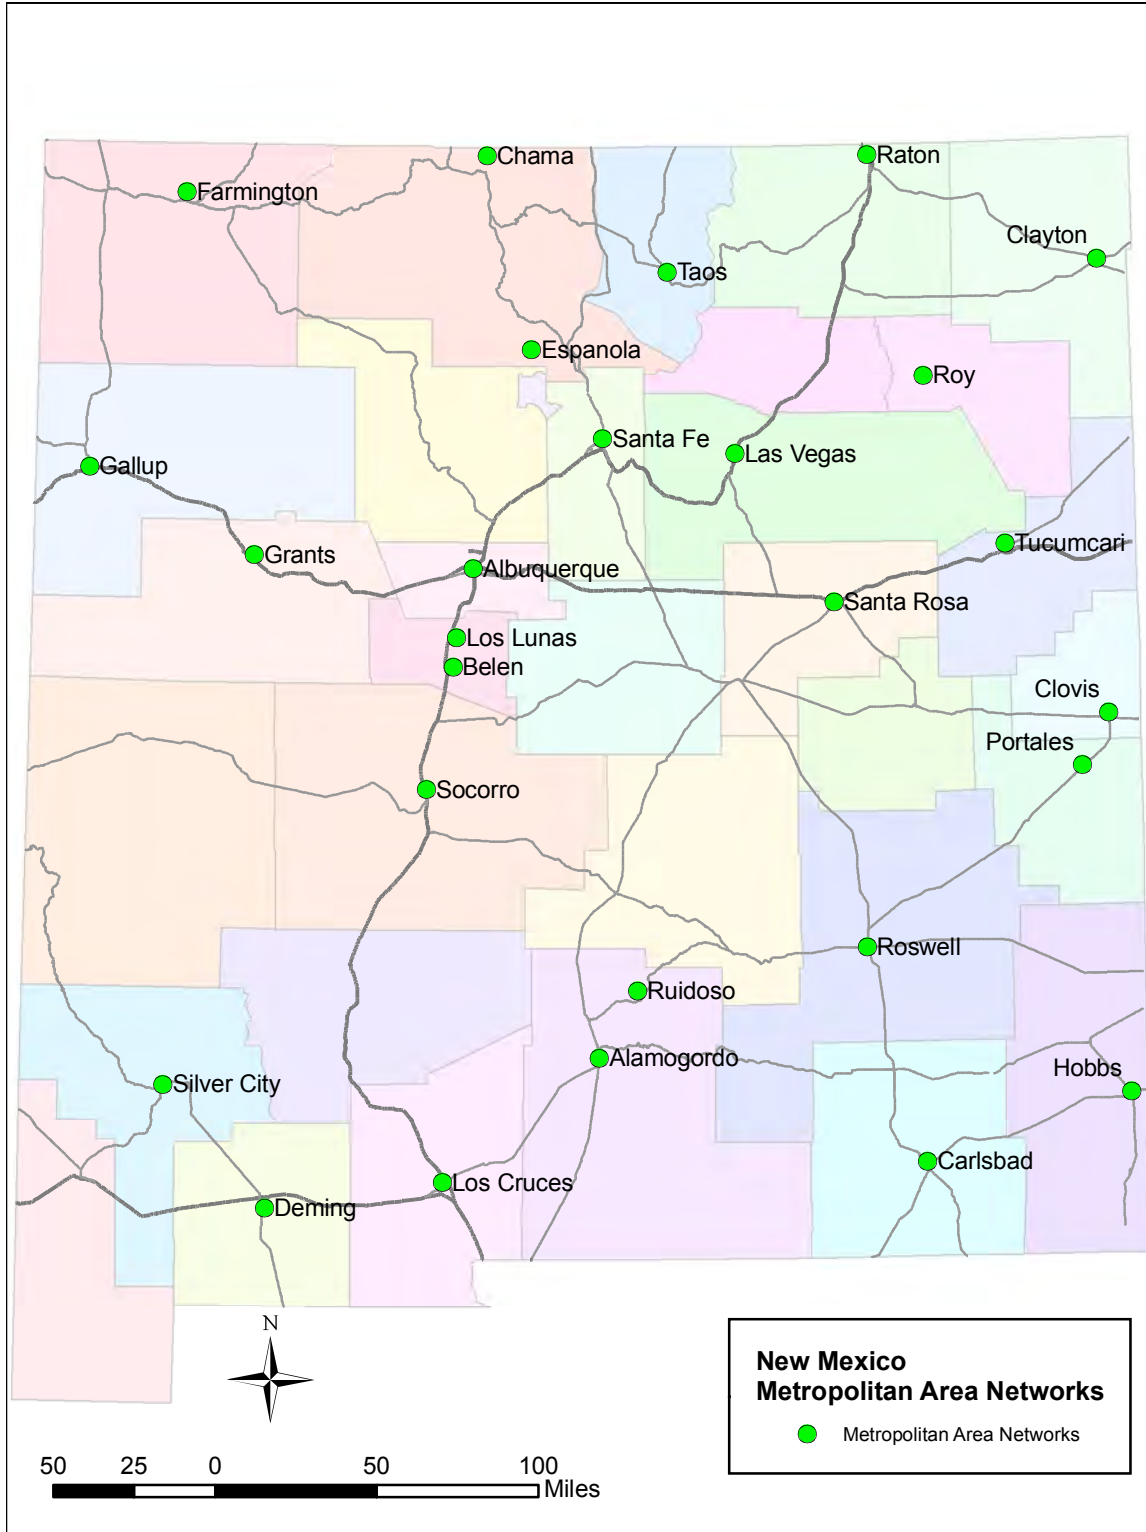 Chama
Raton
Farmington
Clayton
Taos
Espanola
Roy
Santa Fe
Las Vegas
Gallup
Tucumcari
Grants
Albuquerque
Santa Rosa
Los Lunas
Belen
Clovis
Portales
Socorro
Roswell
Ruidoso
Alamogordo
Hobbs
Silver City
Carlsbad
Los Cruces
Deming
N
New Mexico
Metropolitan Area Networks
Metropolitan Area Networks
50 25 0 50 100
Miles